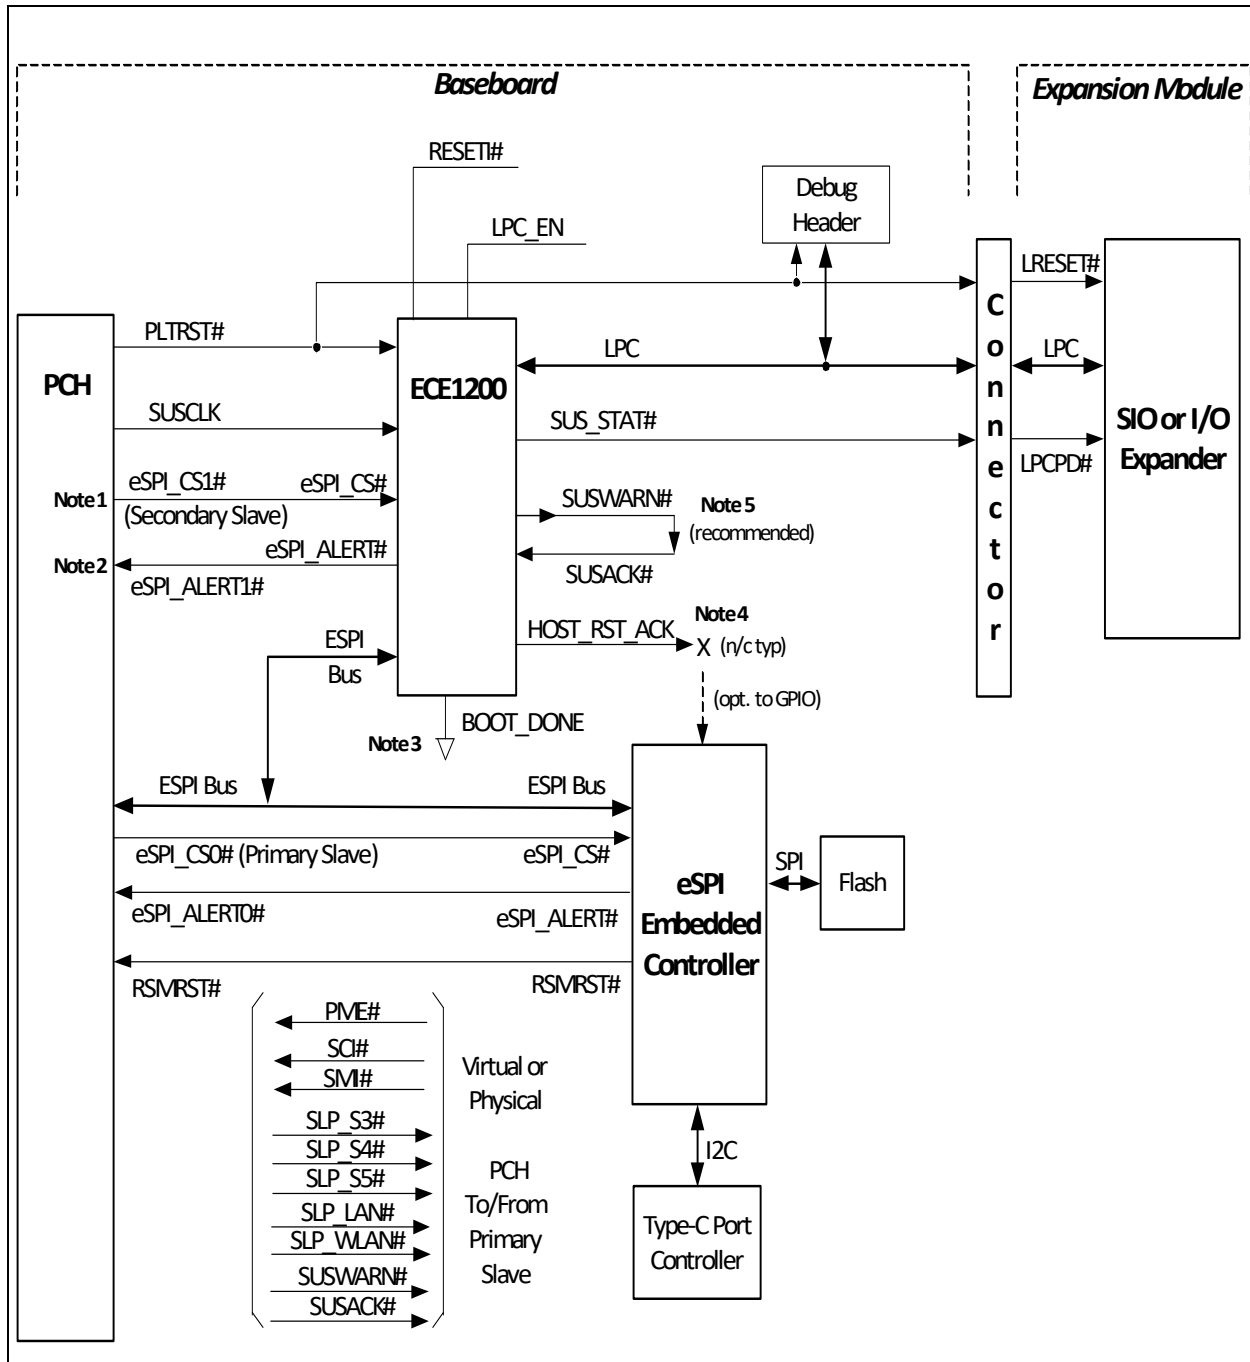 Baseboard
Expansion Module
RESETI#
LPC_EN
Debug
Header
PCH
PLTRST#
SUSCLK
Note 1
eSPI_CS1#
eSPI_CS#
(Secondary Slave)
Note 2
eSPI_ALERT#
eSPI_ALERT1#
ESPI
Bus
ECE1200
LPC
SUS_STAT#
SUSWARN#
Note 5
(recommended)
SUSACK#
HOST_RST_ACK
Note 4
X (n/c typ)
(opt. to GPIO)
BOOT_DONE
Note 3
Connector
LRESET#
LPC
LPCPD#
SIO or I/O
Expander
ESPI Bus
ESPI Bus
eSPI_CS0# (Primary Slave)
eSPI_CS#
eSPI_ALERT0#
eSPI_ALERT#
RSMRST#
RSMRST#
eSPI
Embedded
Controller
SPI
Flash
PME#
SCI#
SMI#
Virtual or
Physical
SLP_S3#
SLP_S4#
SLP_S5#
SLP_LAN#
SLP_WLAN#
SUSWARN#
SUSACK#
PCH
To/From
Primary
Slave
I2C
Type-C Port
Controller